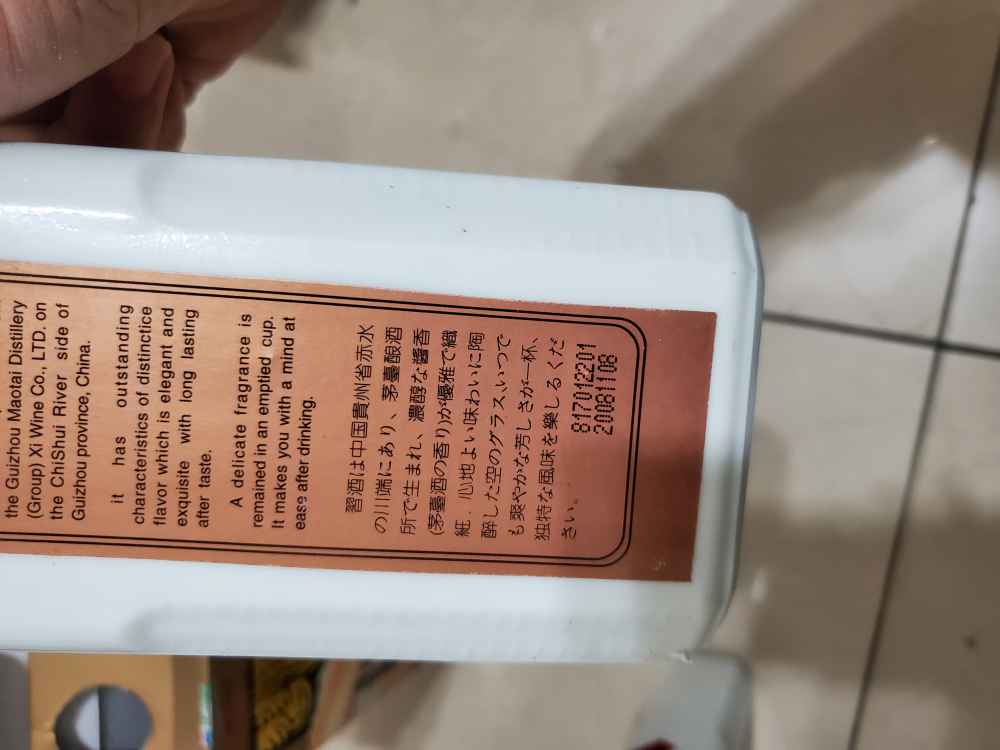 the Guizhou Maotai Distillery
(Group) XI Wine Co., LTD. on
the ChiShui River side of
Guizhou province, China.
it has outstanding
characteristics of distinctice
flavor which is elegant and
exquisite with long lasting
after taste.
A delicate fragrance is
remained in an emptied cup.
It makes you with a mind at
ease after drinking.
習酒は中国貴州省赤水
の川端にあり、茅臺酿酒
所で生まれ、濃醇な醬香
(茅臺酒の香り)が優雅で織
紝．心地よい味わいに陶
酔した空のグラス､いつで
も爽やかな芳しさが一杯、
独特な風味を樂しるくだ
さい。
817012201
20081108